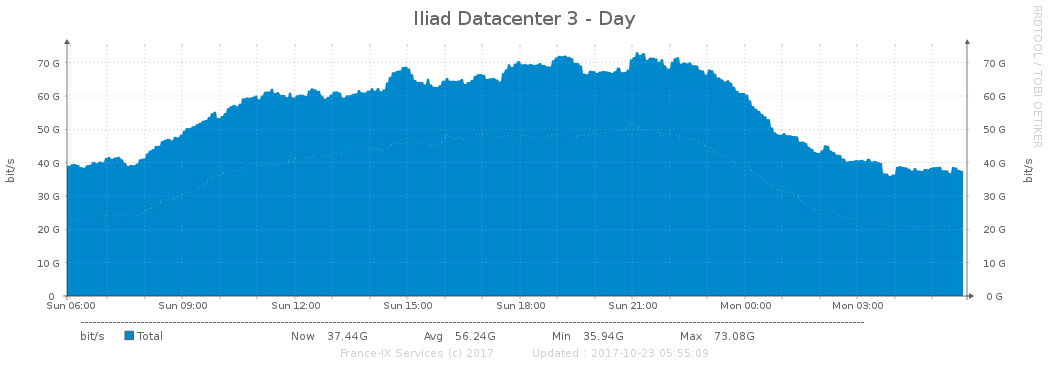 Iliad Datacenter 3 - Day
RRDTOOL / TOBI OETIKER
bit/s
70 G 70 G
60 G 60 G
50 G 50 G
40 G 40 G
30 G 30 G
20 G 20 G
10 G 10 G
0 0 G
bit/s
Sun 06:00 Sun 09:00 Sun 12:00 Sun 15:00 Sun 18:00 Sun 21:00 Mon 00:00 Mon 03:00
bit/s Total Now 37.44G Avg 56.24G Min 35.94G Max 73.08G
France-IX Services (c) 2017 Updated : 2017-10-23 05:55:09